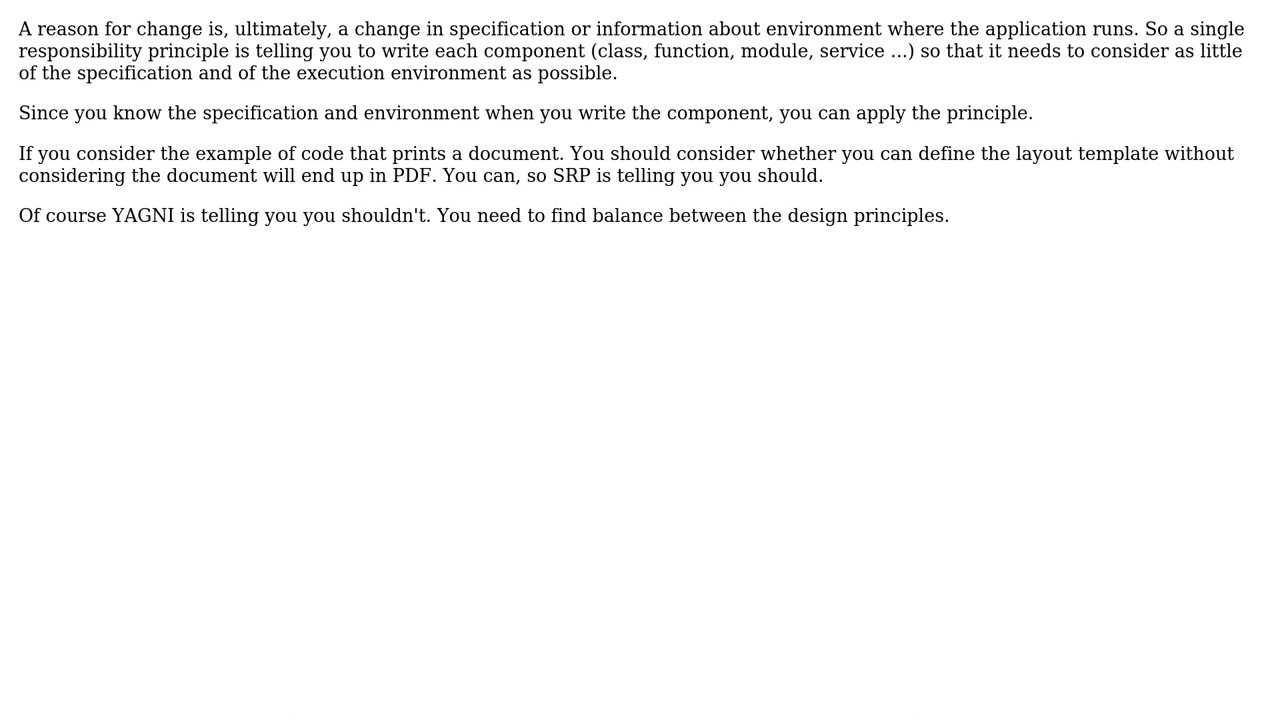 A reason for change is, ultimately, a change in specification or information about environment where the application runs. So a single
responsibility principle is telling you to write each component (class, function, module, service ...) so that it needs to consider as little
of the specification and of the execution environment as possible.
Since you know the specification and environment when you write the component, you can apply the principle.
If you consider the example of code that prints a document. You should consider whether you can define the layout template without
considering the document will end up in PDF. You can, so SRP is telling you you should.
Of course YAGNI is telling you you shouldn't. You need to find balance between the design principles.